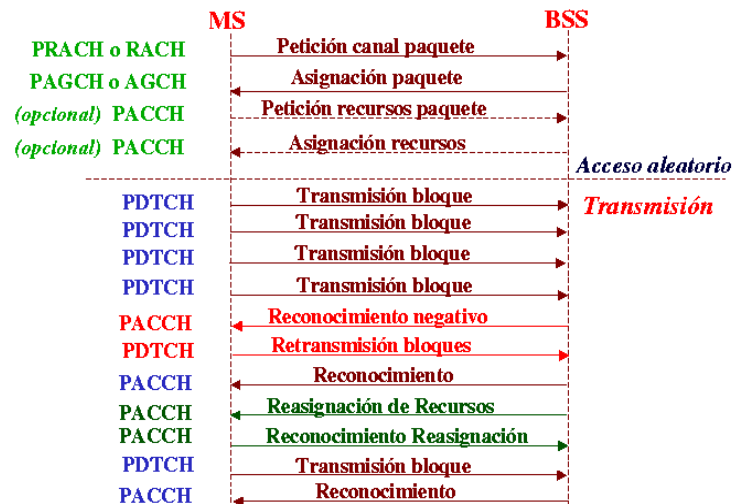 MS BSS
PRACH o RACH Petición canal paquete
PAGCH o AGCH Asignación paquete
(opcional) PACCH Petición recursos paquete
(opcional) PACCH Asignación recursos
Acceso aleatorio
PDTCH Transmisión bloque Transmisión
PDTCH Transmisión bloque
PDTCH Transmisión bloque
PDTCH Transmisión bloque
PACCH Reconocimiento negativo
PDTCH Retransmisión bloques
PACCH Reconocimiento
PACCH Reasignación de Recursos
PACCH Reconocimiento Reasignación
PDTCH Transmisión bloque
PACCH Reconocimiento